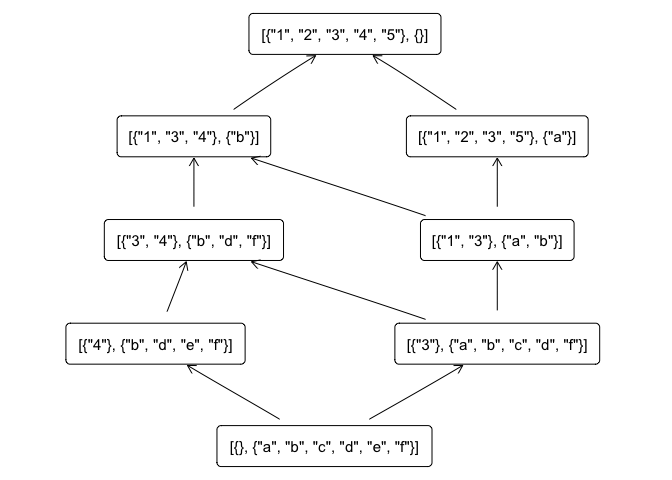 [{"1", "2", "3", "4", "5"}, {}]
[{"1", "3", "4"}, {"b"}]
[{"1", "2", "3", "5"}, {"a"}]
[{"3", "4"}, {"b", "d", "f"}]
[{"1", "3"}, {"a", "b"}]
[{"4"}, {"b", "d", "e", "f"}]
[{"3"}, {"a", "b", "c", "d", "f"}]
[{}, {"a", "b", "c", "d", "e", "f"}]